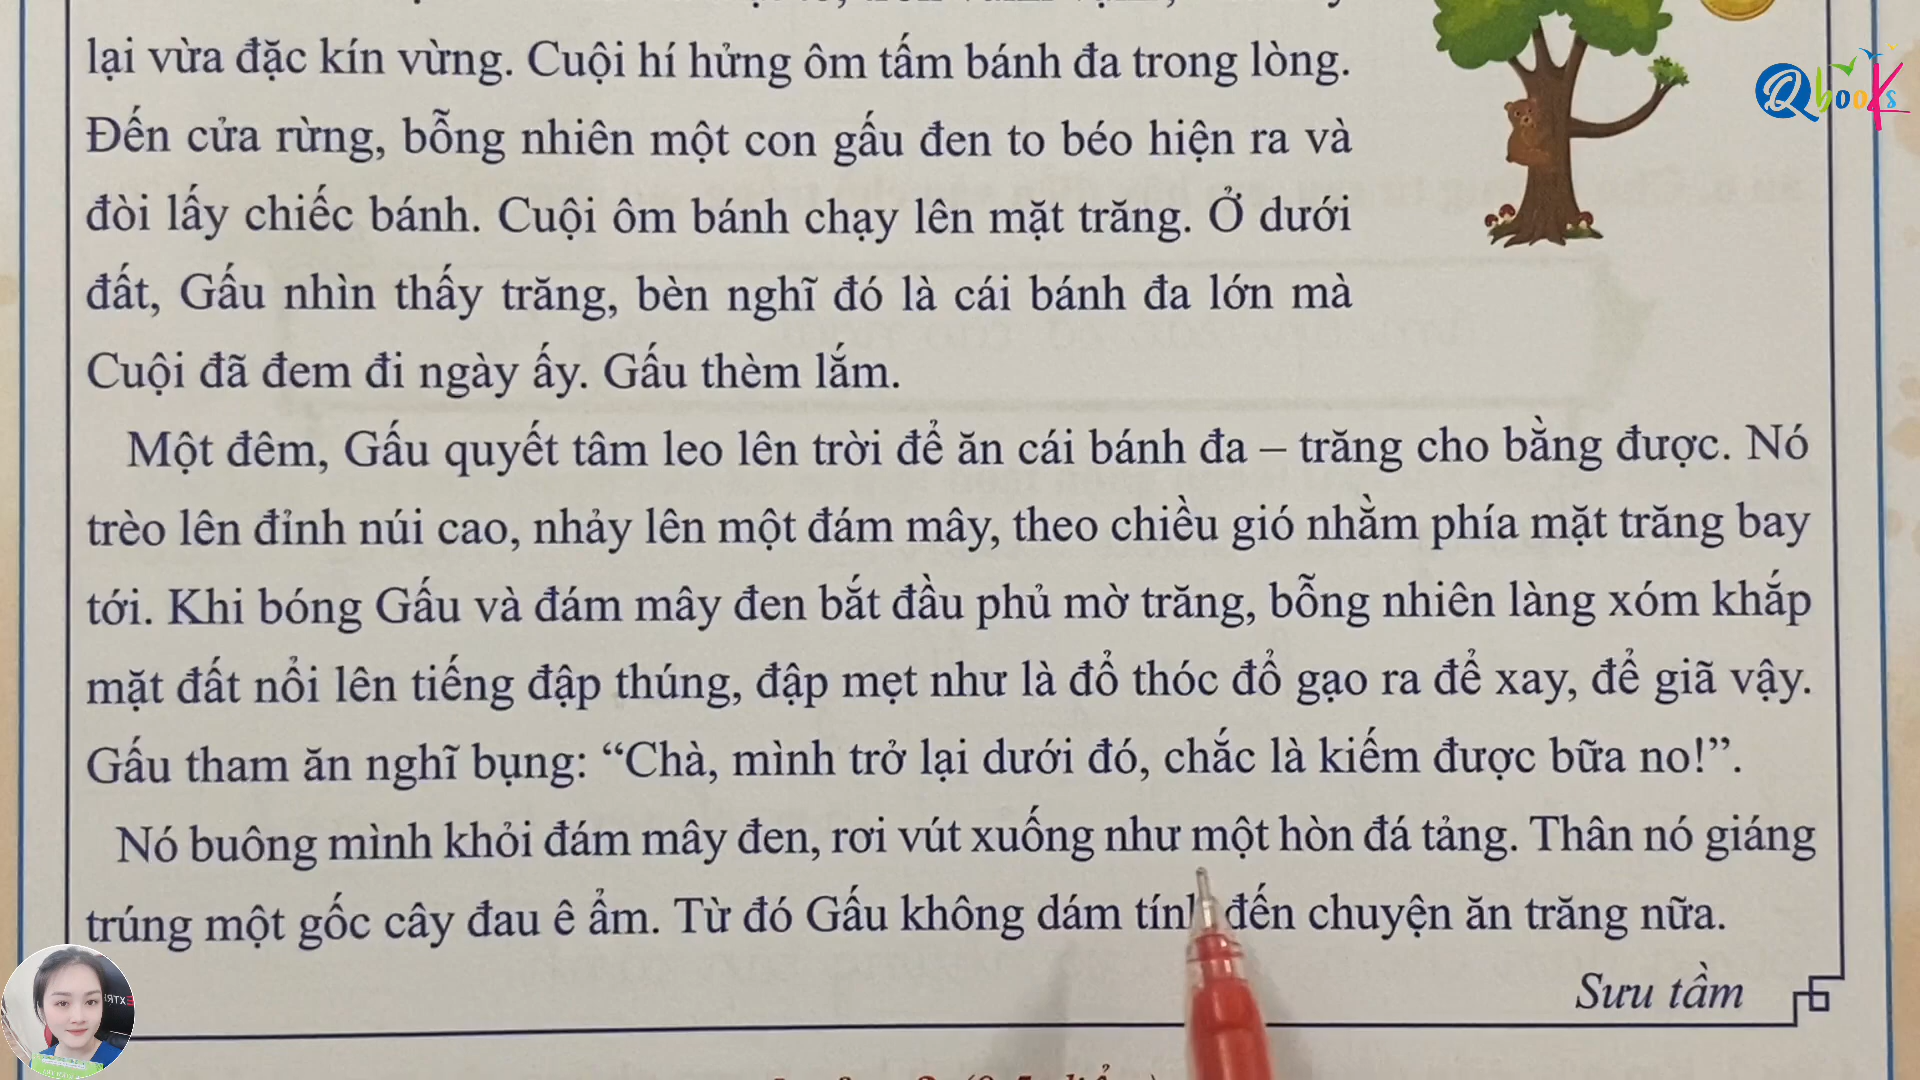 lại vừa đặc kín vừng. Cuội hí hửng ôm tấm bánh đa trong lòng.
Đến cửa rừng, bỗng nhiên một con gấu đen to béo hiện ra và
đòi lấy chiếc bánh. Cuội ôm bánh chạy lên mặt trăng. Ở dưới
đất, Gấu nhìn thấy trăng, bèn nghĩ đó là cái bánh đa lớn mà
Cuội đã đem đi ngày ấy. Gấu thèm lắm.
Một đêm, Gấu quyết tâm leo lên trời để ăn cái bánh đa – trăng cho bằng được. Nó
trèo lên đỉnh núi cao, nhảy lên một đám mây, theo chiều gió nhằm phía mặt trăng bay
tới. Khi bóng Gấu và đám mây đen bắt đầu phủ mờ trăng, bỗng nhiên làng xóm khắp
mặt đất nổi lên tiếng đập thúng, đập mẹt như là đổ thóc đổ gạo ra để xay, để giã vậy.
Gấu tham ăn nghĩ bụng: “Chà, mình trở lại dưới đó, chắc là kiếm được bữa no!”.
Nó buông mình khỏi đám mây đen, rơi vút xuống như một hòn đá tảng. Thân nó giáng
trúng một gốc cây đau ê ẩm. Từ đó Gấu không dám tính đến chuyện ăn trăng nữa.
Sưu tầm
Qbooks